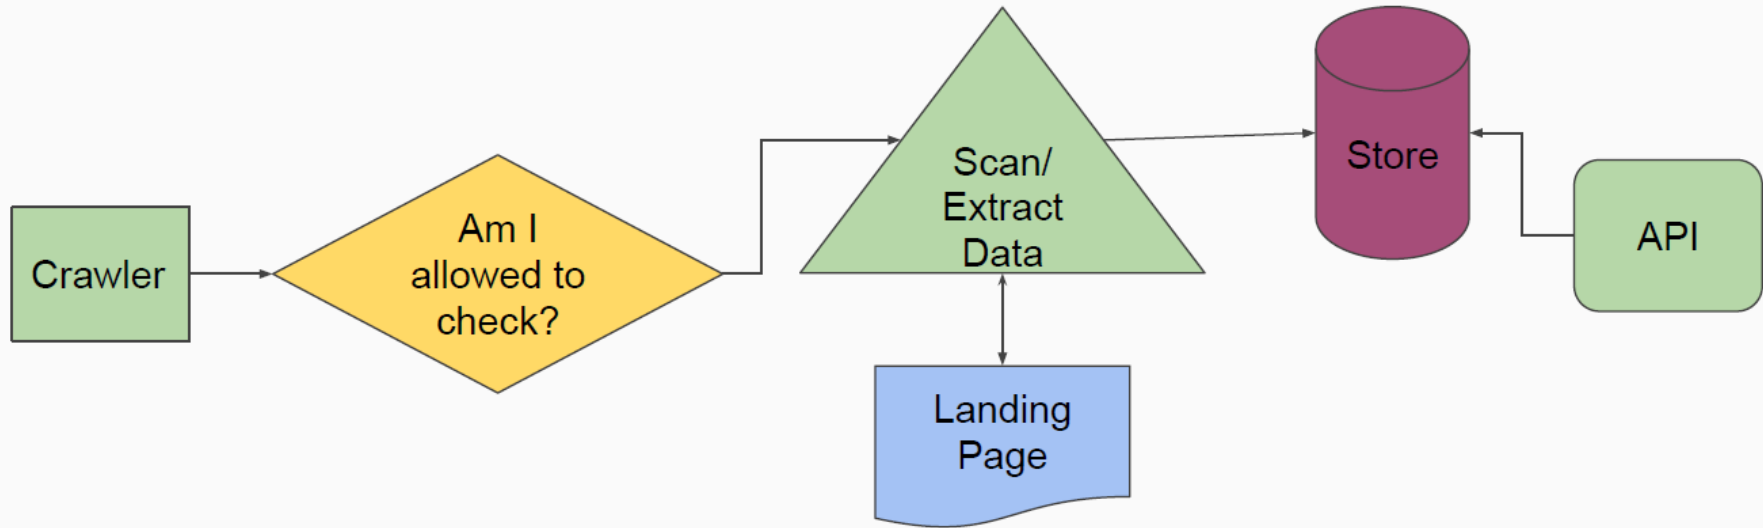 Crawler
Am I
allowed to
check?
Scan/
Extract
Data
Landing
Page
Store
API